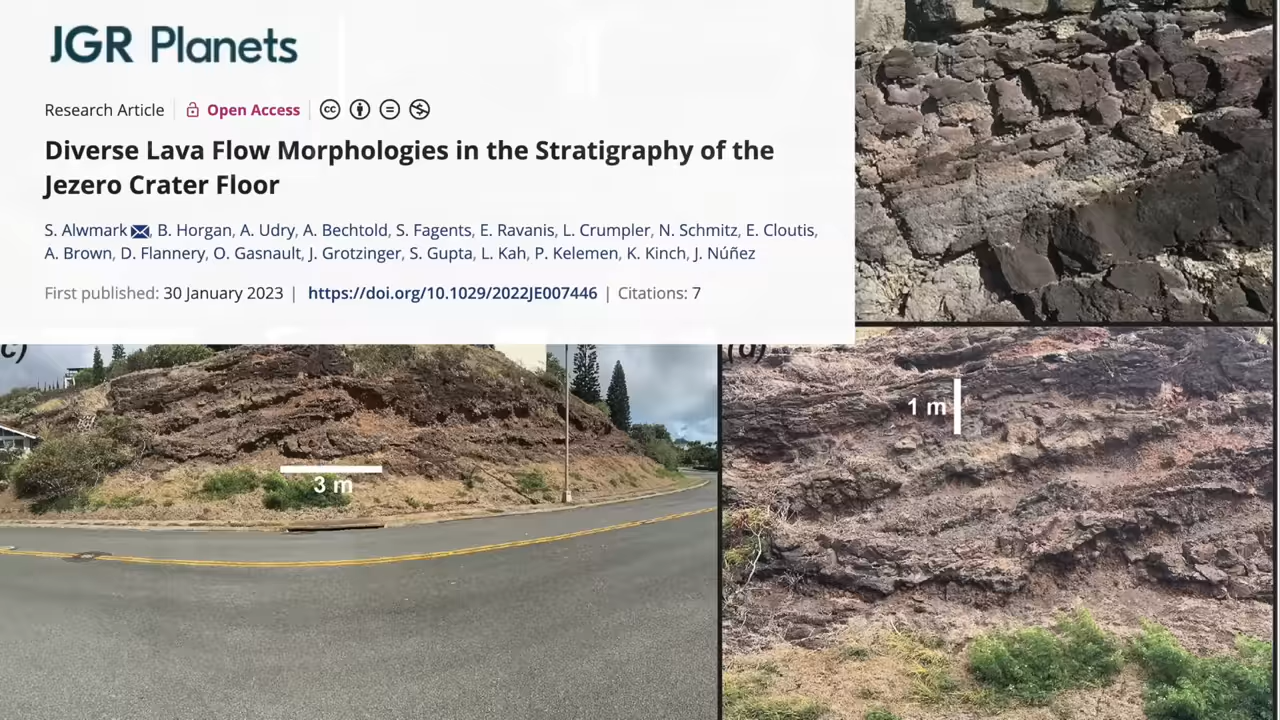 JGR Planets
Research Article
Open Access
Diverse Lava Flow Morphologies in the Stratigraphy of the
Jezero Crater Floor
S. Alwmark, B. Horgan, A. Udry, A. Bechtold, S. Fagents, E. Ravanis, L. Crumpler, N. Schmitz, E. Cloutis,
A. Brown, D. Flannery, O. Gasnault, J. Grotzinger, S. Gupta, L. Kah, P. Kelemen, K. Kinch, J. Núñez
First published: 30 January 2023 | https://doi.org/10.1029/2022JE007446 | Citations: 7
c)
(d)
1 m
3 m